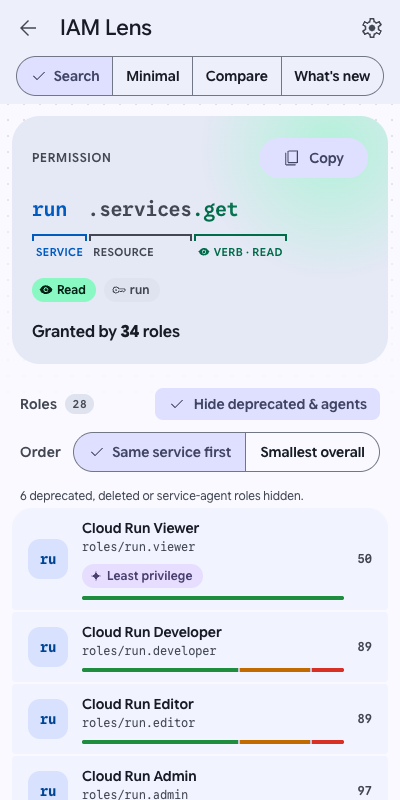 IAM Lens
Search Minimal Compare What's new
PERMISSION
Copy
run .services.get
SERVICE RESOURCE VERB · READ
Read run
Granted by 34 roles
Roles 28 Hide deprecated & agents
Order Same service first Smallest overall
6 deprecated, deleted or service-agent roles hidden.
Cloud Run Viewer
roles/run.viewer
ru 50
Least privilege
Cloud Run Developer
roles/run.developer
ru 89
Cloud Run Editor
roles/run.editor
ru 89
Cloud Run Admin
roles/run.admin
ru 97